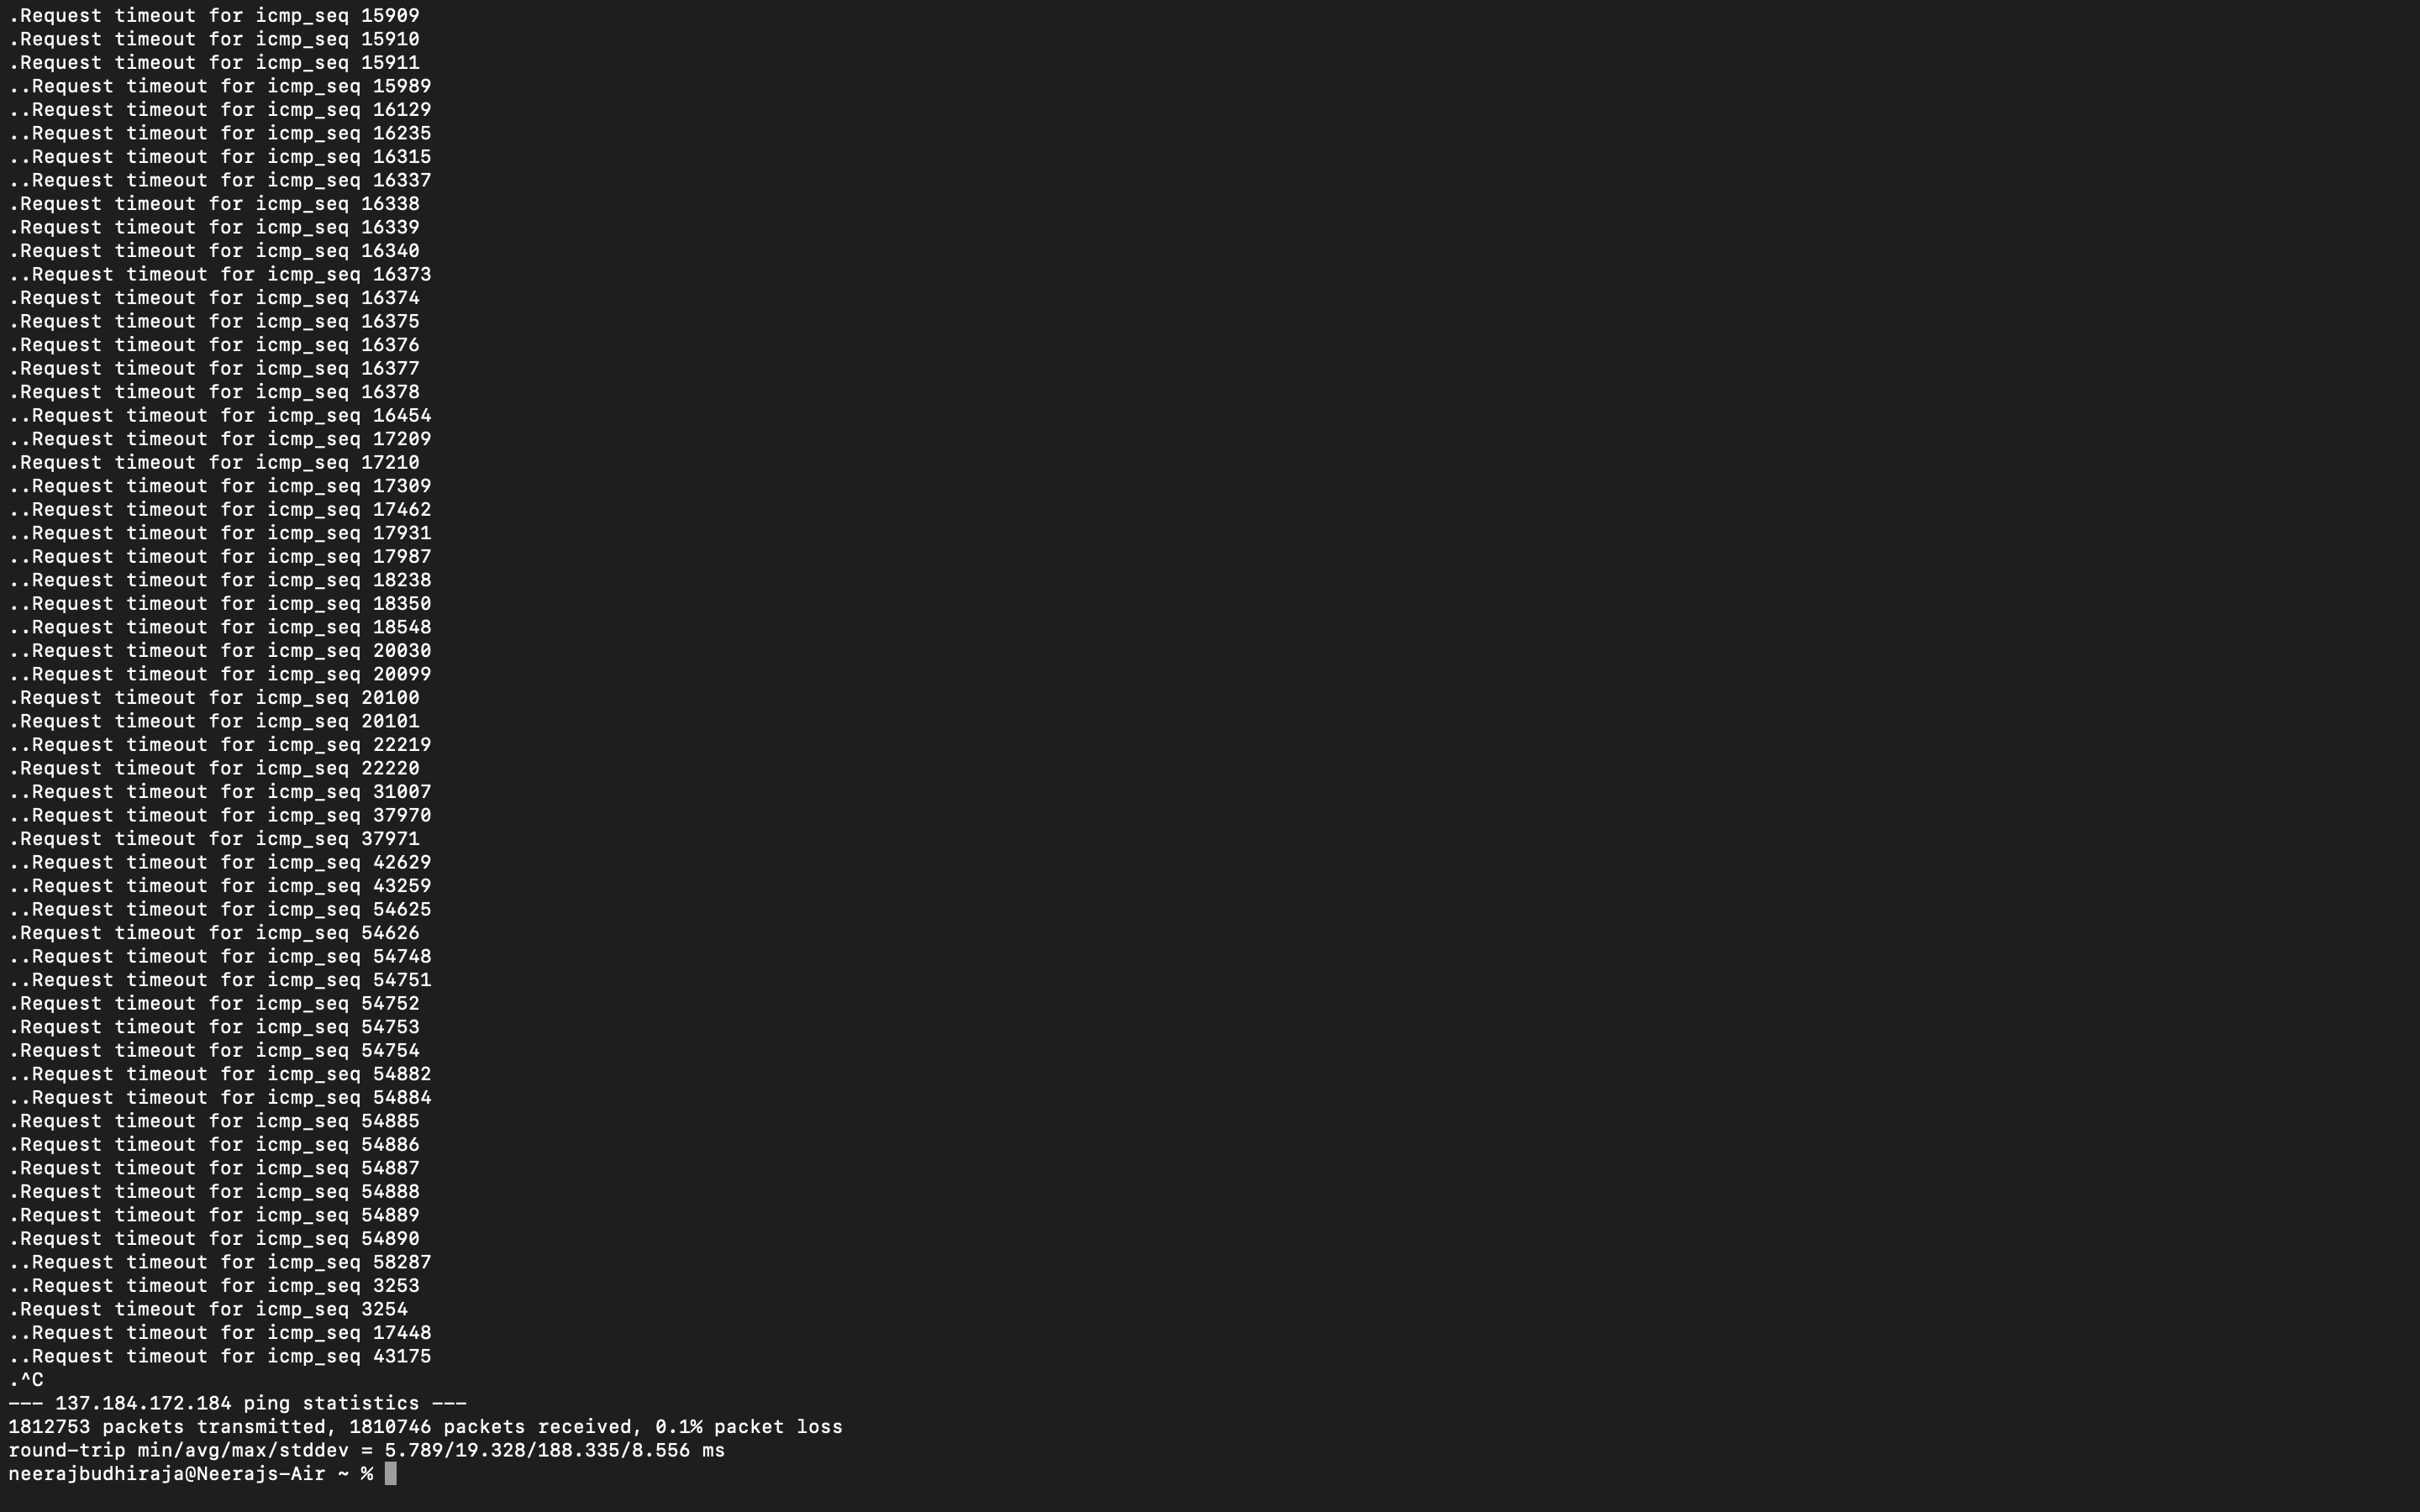 .Request timeout for icmp_seq 15909
.Request timeout for icmp_seq 15910
.Request timeout for icmp_seq 15911
..Request timeout for icmp_seq 15989
..Request timeout for icmp_seq 16129
..Request timeout for icmp_seq 16235
..Request timeout for icmp_seq 16315
..Request timeout for icmp_seq 16337
.Request timeout for icmp_seq 16338
.Request timeout for icmp_seq 16339
.Request timeout for icmp_seq 16340
..Request timeout for icmp_seq 16373
.Request timeout for icmp_seq 16374
.Request timeout for icmp_seq 16375
.Request timeout for icmp_seq 16376
.Request timeout for icmp_seq 16377
.Request timeout for icmp_seq 16378
..Request timeout for icmp_seq 16454
..Request timeout for icmp_seq 17209
.Request timeout for icmp_seq 17210
..Request timeout for icmp_seq 17309
..Request timeout for icmp_seq 17462
..Request timeout for icmp_seq 17931
..Request timeout for icmp_seq 17987
..Request timeout for icmp_seq 18238
..Request timeout for icmp_seq 18350
..Request timeout for icmp_seq 18548
..Request timeout for icmp_seq 20030
..Request timeout for icmp_seq 20099
.Request timeout for icmp_seq 20100
.Request timeout for icmp_seq 20101
..Request timeout for icmp_seq 22219
.Request timeout for icmp_seq 22220
..Request timeout for icmp_seq 31007
..Request timeout for icmp_seq 37970
.Request timeout for icmp_seq 37971
..Request timeout for icmp_seq 42629
..Request timeout for icmp_seq 43259
..Request timeout for icmp_seq 54625
.Request timeout for icmp_seq 54626
..Request timeout for icmp_seq 54748
..Request timeout for icmp_seq 54751
.Request timeout for icmp_seq 54752
.Request timeout for icmp_seq 54753
.Request timeout for icmp_seq 54754
..Request timeout for icmp_seq 54882
..Request timeout for icmp_seq 54884
.Request timeout for icmp_seq 54885
.Request timeout for icmp_seq 54886
.Request timeout for icmp_seq 54887
.Request timeout for icmp_seq 54888
.Request timeout for icmp_seq 54889
.Request timeout for icmp_seq 54890
..Request timeout for icmp_seq 58287
..Request timeout for icmp_seq 3253
.Request timeout for icmp_seq 3254
..Request timeout for icmp_seq 17448
..Request timeout for icmp_seq 43175
.^C
--- 137.184.172.184 ping statistics ---
1812753 packets transmitted, 1810746 packets received, 0.1% packet loss
round-trip min/avg/max/stddev = 5.789/19.328/188.335/8.556 ms
neerajbudhiraja@Neerajs-Air ~ %